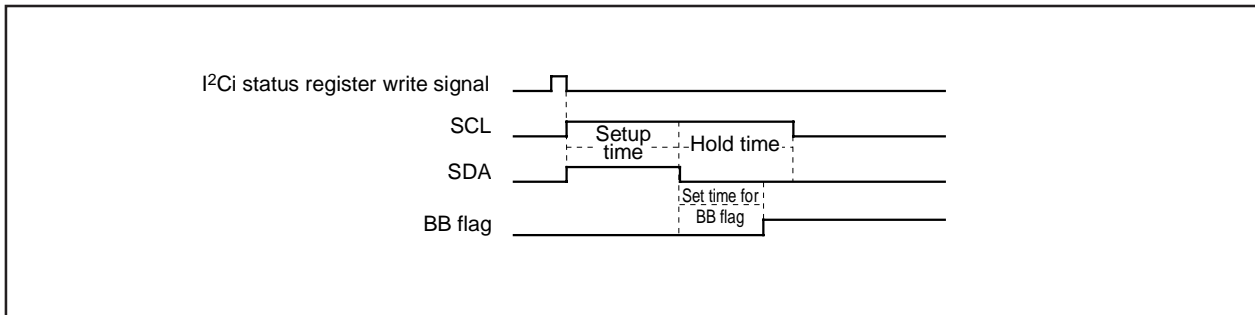 I²Ci status register write signal
SCL
Setup
time
Hold time
SDA
Set time for
BB flag
BB flag